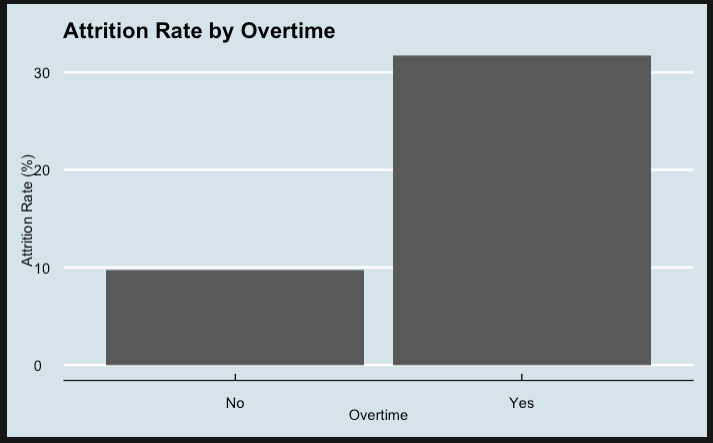 Attrition Rate by Overtime
Attrition Rate (%)
30
20
10
0
No
Yes
Overtime